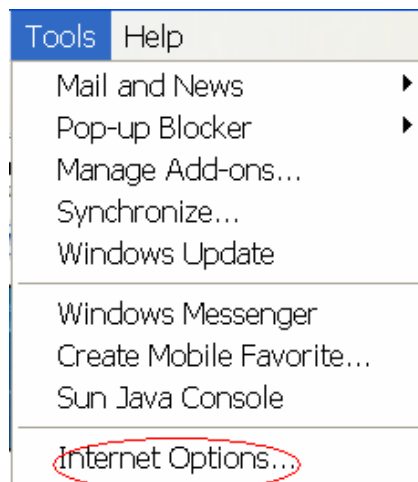 Tools Help
Mail and News
Pop-up Blocker
Manage Add-ons...
Synchronize...
Windows Update
Windows Messenger
Create Mobile Favorite...
Sun Java Console
Internet Options...